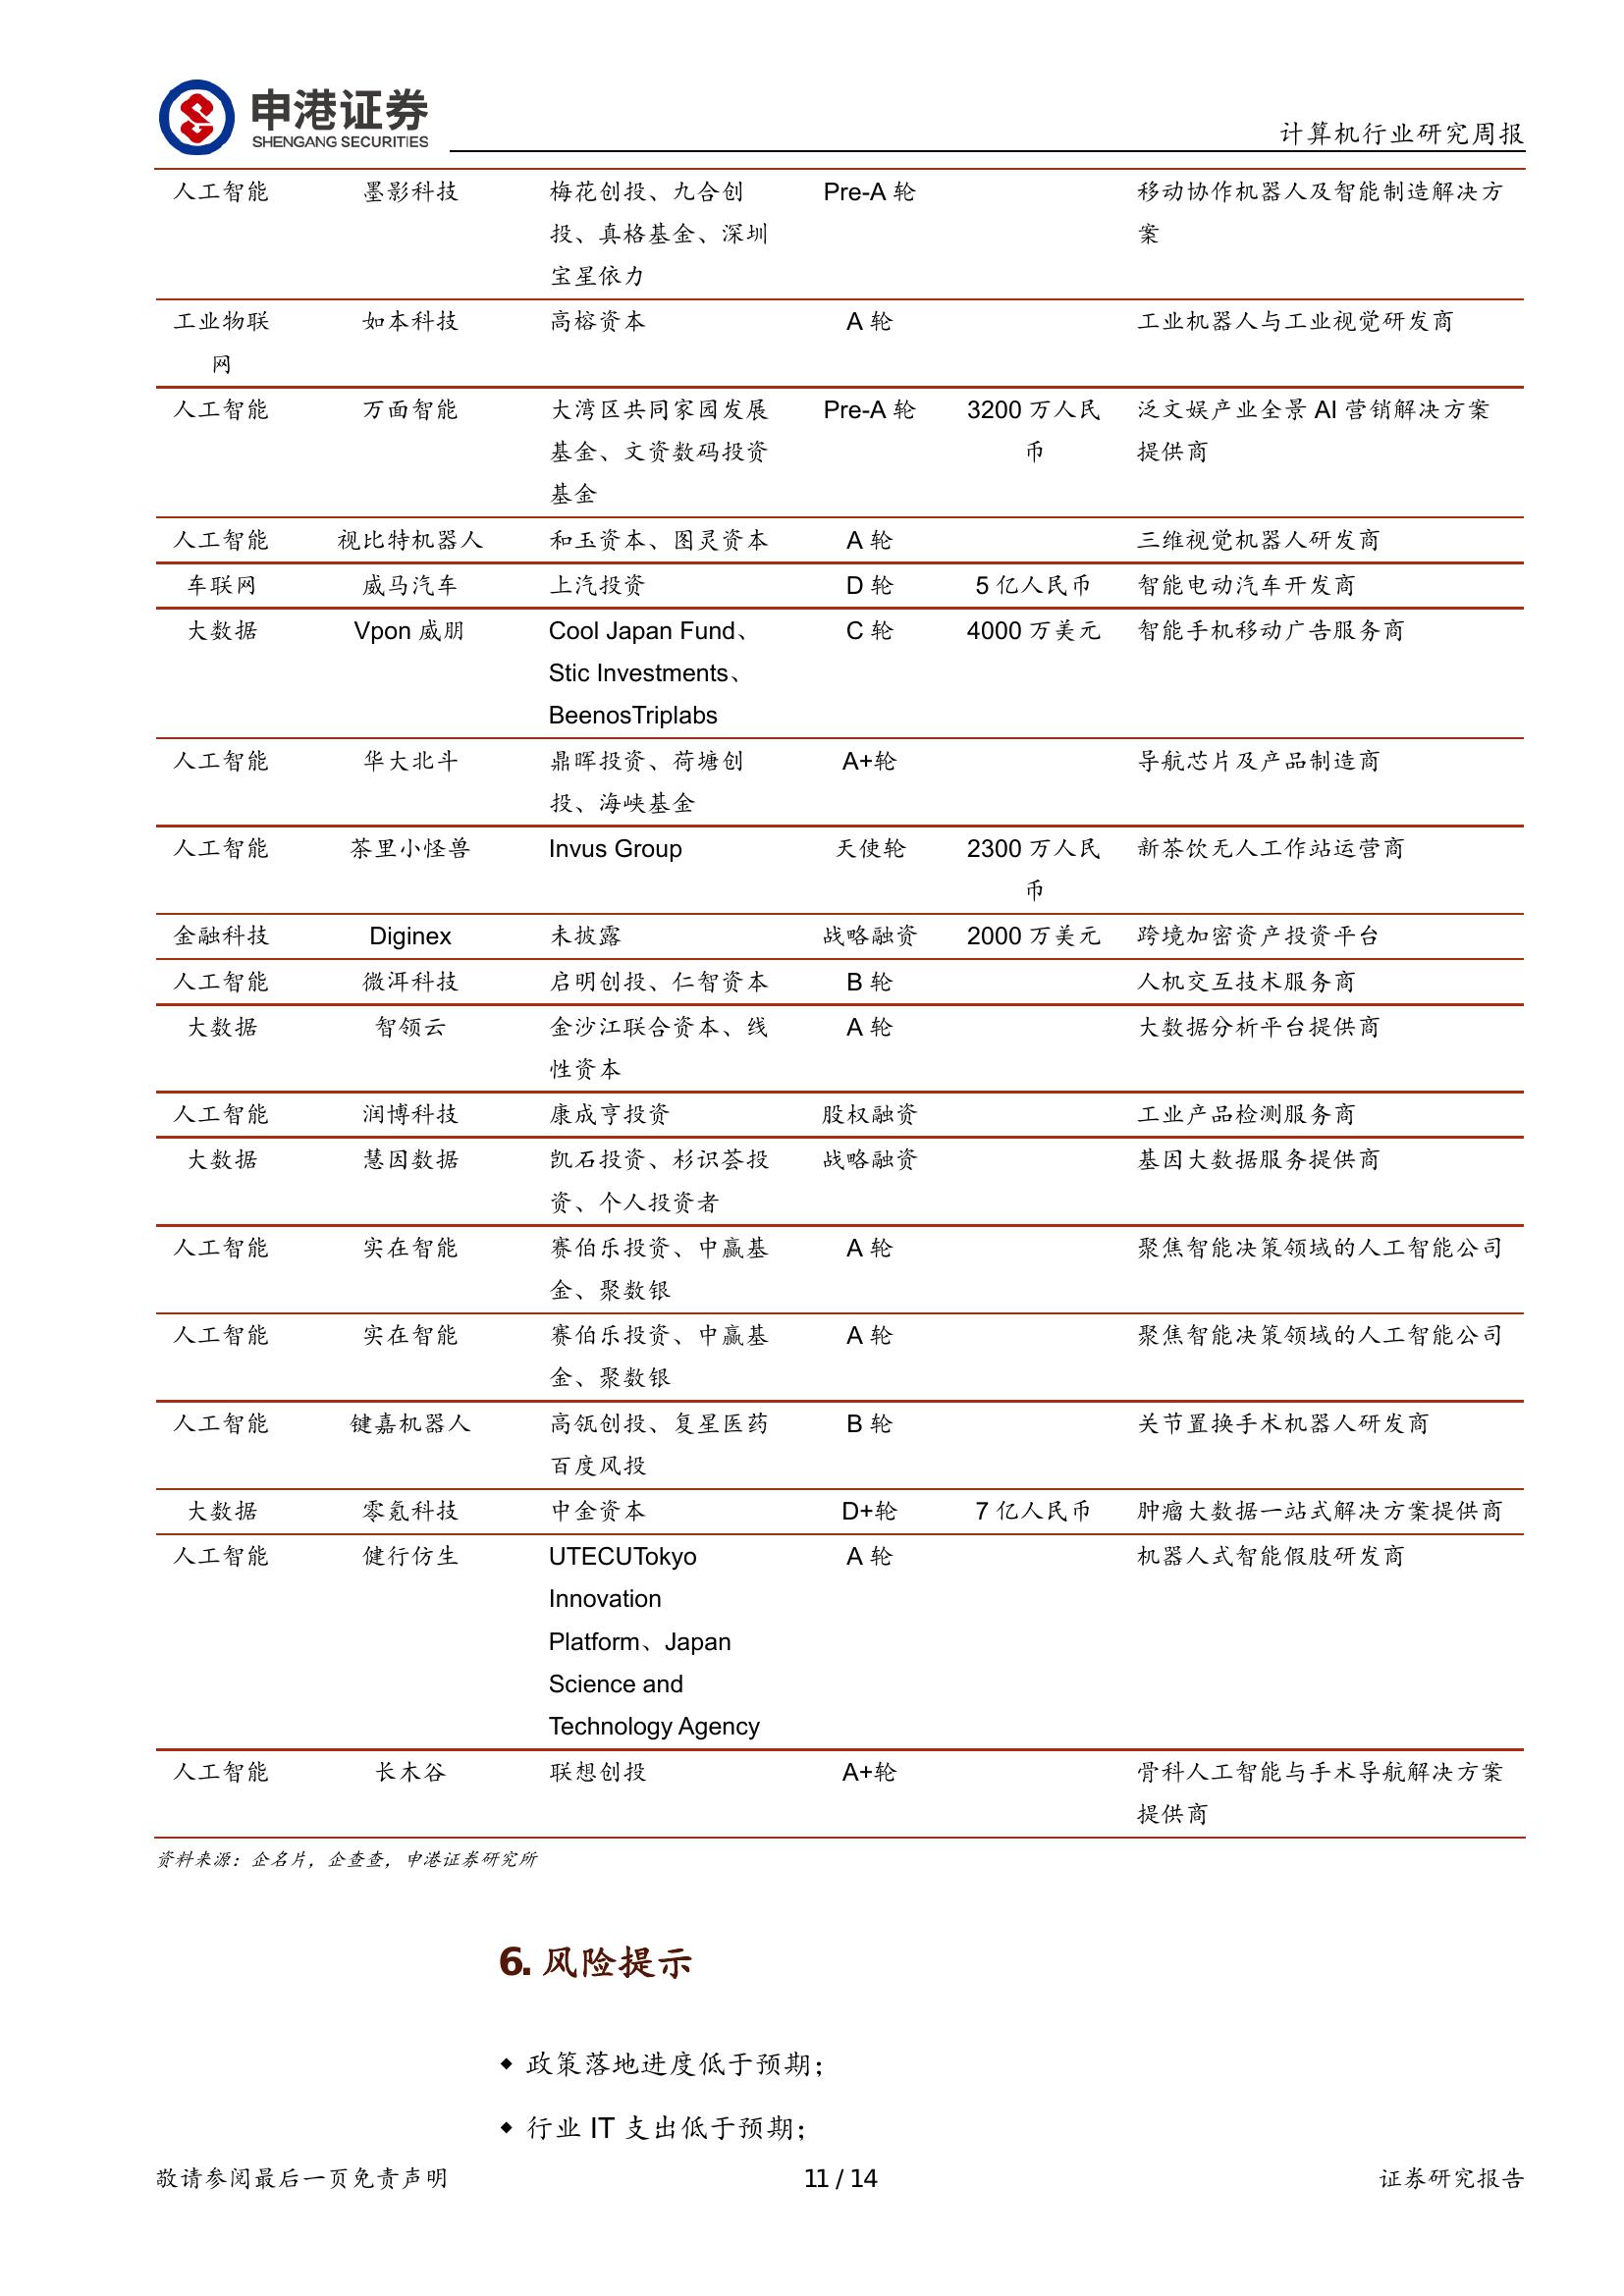 申港证券
SHENGANG SECURITIES
计算机行业研究周报
人工智能 墨影科技 梅花创投、九合创 Pre-A 轮 移动协作机器人及智能制造解决方
投、真格基金、深圳 案
宝星依力
工业物联 如本科技 高榕资本 A 轮 工业机器人与工业视觉研发商
网
人工智能 万面智能 大湾区共同家园发展 Pre-A 轮 3200 万人民 泛文娱产业全景 AI 营销解决方案
基金、文资数码投资 币 提供商
基金
人工智能 视比特机器人 和玉资本、图灵资本 A 轮 三维视觉机器人研发商
车联网 威马汽车 上汽投资 D 轮 5 亿人民币 智能电动汽车开发商
大数据 Vpon 威朋 Cool Japan Fund、 C 轮 4000 万美元 智能手机移动广告服务商
Stic Investments、
BeenosTriplabs
人工智能 华大北斗 鼎晖投资、荷塘创 A+轮 导航芯片及产品制造商
投、海峡基金
人工智能 茶里小怪兽 Invus Group 天使轮 2300 万人民 新茶饮无人工作站运营商
币
金融科技 Diginex 未披露 战略融资 2000 万美元 跨境加密资产投资平台
人工智能 微洱科技 启明创投、仁智资本 B 轮 人机交互技术服务商
大数据 智领云 金沙江联合资本、线 A 轮 大数据分析平台提供商
性资本
人工智能 润博科技 康成亨投资 股权融资 工业产品检测服务商
大数据 慧因数据 凯石投资、杉识荟投 战略融资 基因大数据服务提供商
资、个人投资者
人工智能 实在智能 赛伯乐投资、中赢基 A 轮 聚焦智能决策领域的人工智能公司
金、聚数银
人工智能 实在智能 赛伯乐投资、中赢基 A 轮 聚焦智能决策领域的人工智能公司
金、聚数银
人工智能 键嘉机器人 高瓴创投、复星医药 B 轮 关节置换手术机器人研发商
百度风投
大数据 零氪科技 中金资本 D+轮 7 亿人民币 肿瘤大数据一站式解决方案提供商
人工智能 健行仿生 UTECUTokyo A 轮 机器人式智能假肢研发商
Innovation
Platform、Japan
Science and
Technology Agency
人工智能 长木谷 联想创投 A+轮 骨科人工智能与手术导航解决方案
提供商
资料来源：企名片，企查查，申港证券研究所
6. 风险提示
◆ 政策落地进度低于预期；
◆ 行业 IT 支出低于预期；
敬请参阅最后一页免责声明 11 / 14 证券研究报告